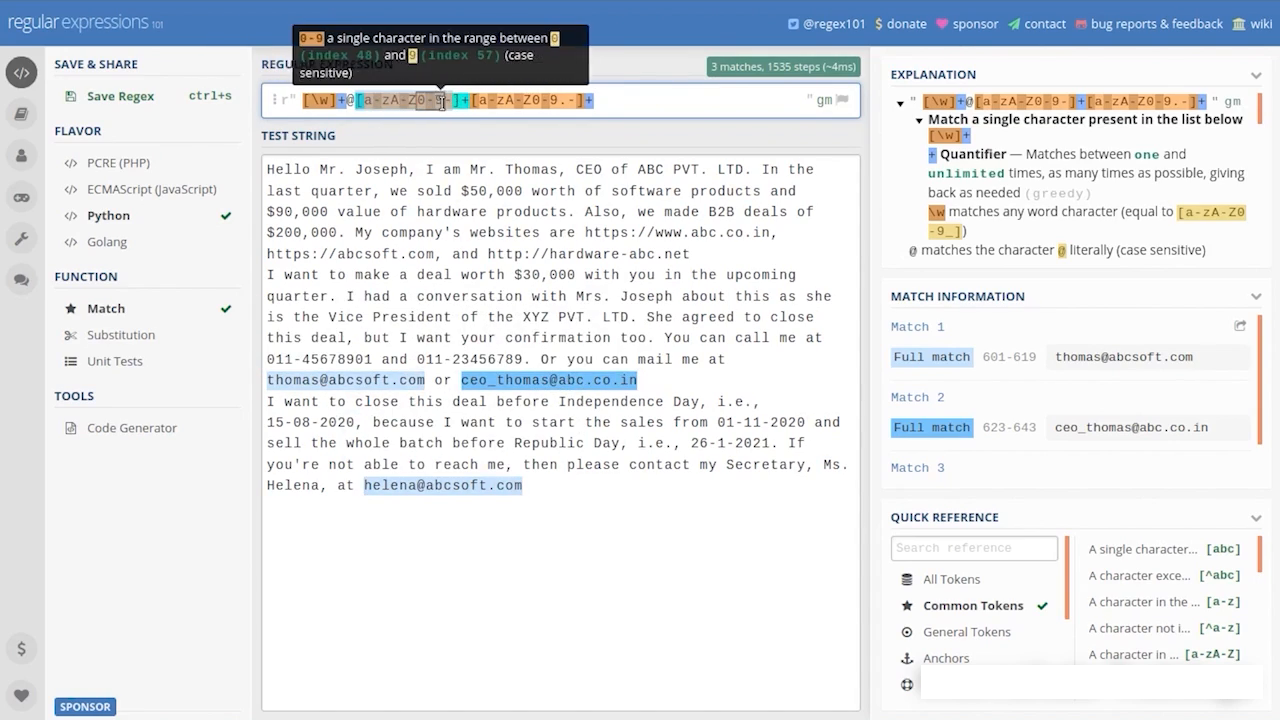 regular expressions 101
@regex101
donate
sponsor
contact
bug reports & feedback
wiki
0-9 a single character in the range between 0
(index 48) and 9 (index 57) (case
sensitive)
SAVE & SHARE
Save Regex ctrl+s
FLAVOR
PCRE (PHP)
ECMAScript (JavaScript)
Python
Golang
FUNCTION
Match
Substitution
Unit Tests
TOOLS
Code Generator
SPONSOR
REGULAR EXPRESSION
3 matches, 1535 steps (~4ms)
r" [\w]+@[a-zA-Z0-9-]+[a-zA-Z0-9.-]+ " gm
TEST STRING
Hello Mr. Joseph, I am Mr. Thomas, CEO of ABC PVT. LTD. In the
last quarter, we sold $50,000 worth of software products and
$90,000 value of hardware products. Also, we made B2B deals of
$200,000. My company's websites are https://www.abc.co.in,
https://abcsoft.com, and http://hardware-abc.net
I want to make a deal worth $30,000 with you in the upcoming
quarter. I had a conversation with Mrs. Joseph about this as she
is the Vice President of the XYZ PVT. LTD. She agreed to close
this deal, but I want your confirmation too. You can call me at
011-45678901 and 011-23456789. Or you can mail me at
thomas@abcsoft.com or ceo_thomas@abc.co.in
I want to close this deal before Independence Day, i.e.,
15-08-2020, because I want to start the sales from 01-11-2020 and
sell the whole batch before Republic Day, i.e., 26-1-2021. If
you're not able to reach me, then please contact my Secretary, Ms.
Helena, at helena@abcsoft.com
EXPLANATION
" [\w]+@[a-zA-Z0-9-]+[a-zA-Z0-9.-]+ " gm
Match a single character present in the list below
[\w]+
+ Quantifier — Matches between one and
unlimited times, as many times as possible, giving
back as needed (greedy)
\w matches any word character (equal to [a-zA-Z0
-9_])
@ matches the character @ literally (case sensitive)
MATCH INFORMATION
Match 1
Full match 601-619 thomas@abcsoft.com
Match 2
Full match 623-643 ceo_thomas@abc.co.in
Match 3
QUICK REFERENCE
Search reference
All Tokens
Common Tokens
General Tokens
Anchors
A single character... [abc]
A character exce... [^abc]
A character in the ... [a-z]
A character not i... [^a-z]
A character in ... [a-zA-Z]